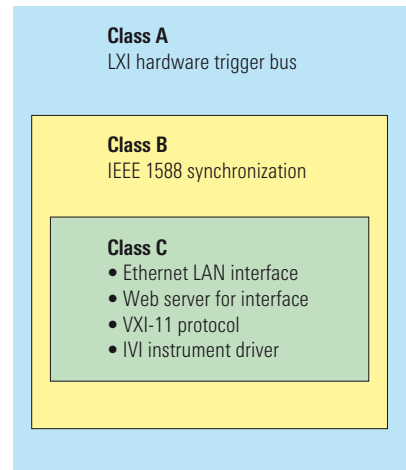 Class A
LXI hardware trigger bus
Class B
IEEE 1588 synchronization
Class C
• Ethernet LAN interface
• Web server for interface
• VXI-11 protocol
• IVI instrument driver